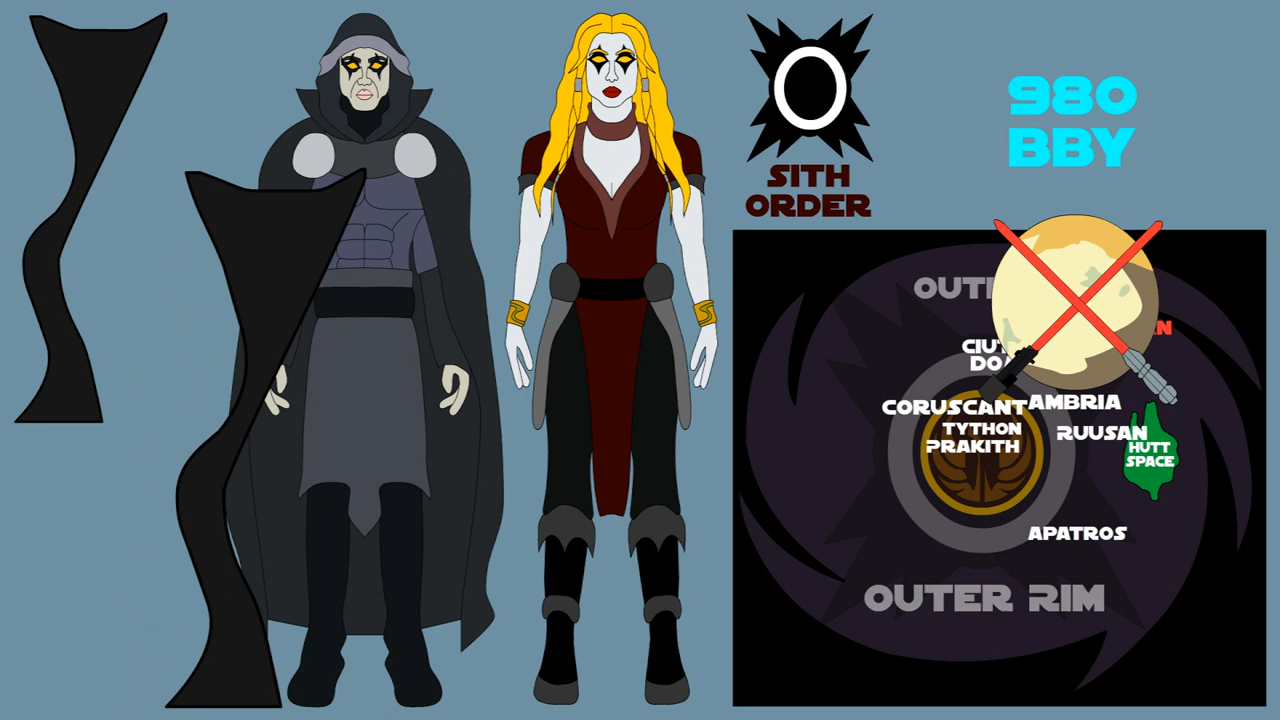 SITH
ORDER
980
BBY
CORUSCANT
AMBRIA
TYTHON
PRAKITH
RUUSAN
HUTT
SPACE
APATROS
OUTER RIM